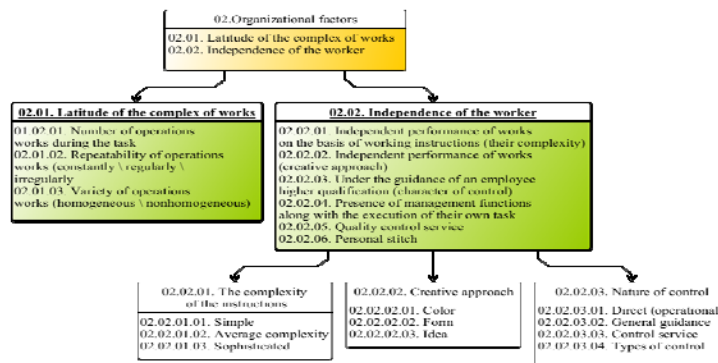 02.Organizational factors
02.01. Latitude of the complex of works
02.02. Independence of the worker
02.01. Latitude of the complex of works
01.02.01. Number of operations
works during the task
02.01.02. Repeatability of operations
works (constantly \ regularly \
irregularly
02.01.03. Variety of operations
works (homogeneous \ nonhomogeneous)
02.02. Independence of the worker
02.02.01. Independent performance of works
on the basis of working instructions (their complexity)
02.02.02. Independent performance of works
(creative approach)
02.02.03. Under the guidance of an employee
higher qualification (character of control)
02.02.04. Presence of management functions
along with the execution of their own task
02.02.05. Quality control service
02.02.06. Personal stitch
02.02.01. The complexity
of the instructions
02.02.01.01. Simple
02.02.01.02. Average complexity
02.02.01.03. Sophisticated
02.02.02. Creative approach
02.02.02.01. Color
02.02.02.02. Form
02.02.02.03. Idea
02.02.03. Nature of control
02.02.03.01. Direct (operational
02.02.03.02. General guidance
02.02.03.03. Control service
02.02.03.04. Types of control